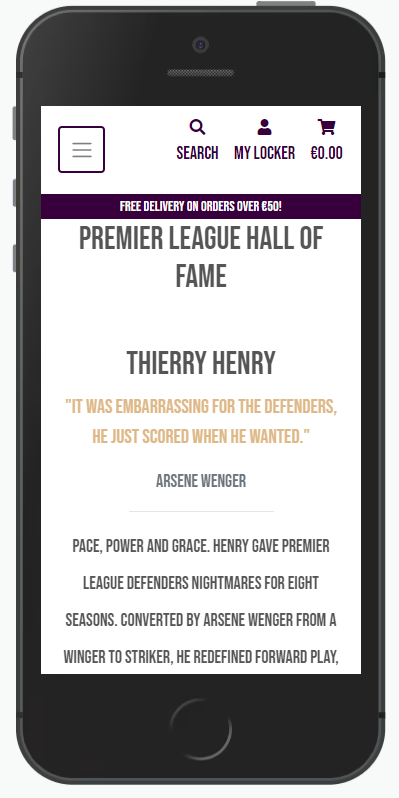 SEARCH MY LOCKER €0.00
FREE DELIVERY ON ORDERS OVER €50!
PREMIER LEAGUE HALL OF
FAME
THIERRY HENRY
"IT WAS EMBARRASSING FOR THE DEFENDERS,
HE JUST SCORED WHEN HE WANTED."
ARSENE WENGER
PACE, POWER AND GRACE. HENRY GAVE PREMIER
LEAGUE DEFENDERS NIGHTMARES FOR EIGHT
SEASONS. CONVERTED BY ARSENE WENGER FROM A
WINGER TO STRIKER, HE REDEFINED FORWARD PLAY,